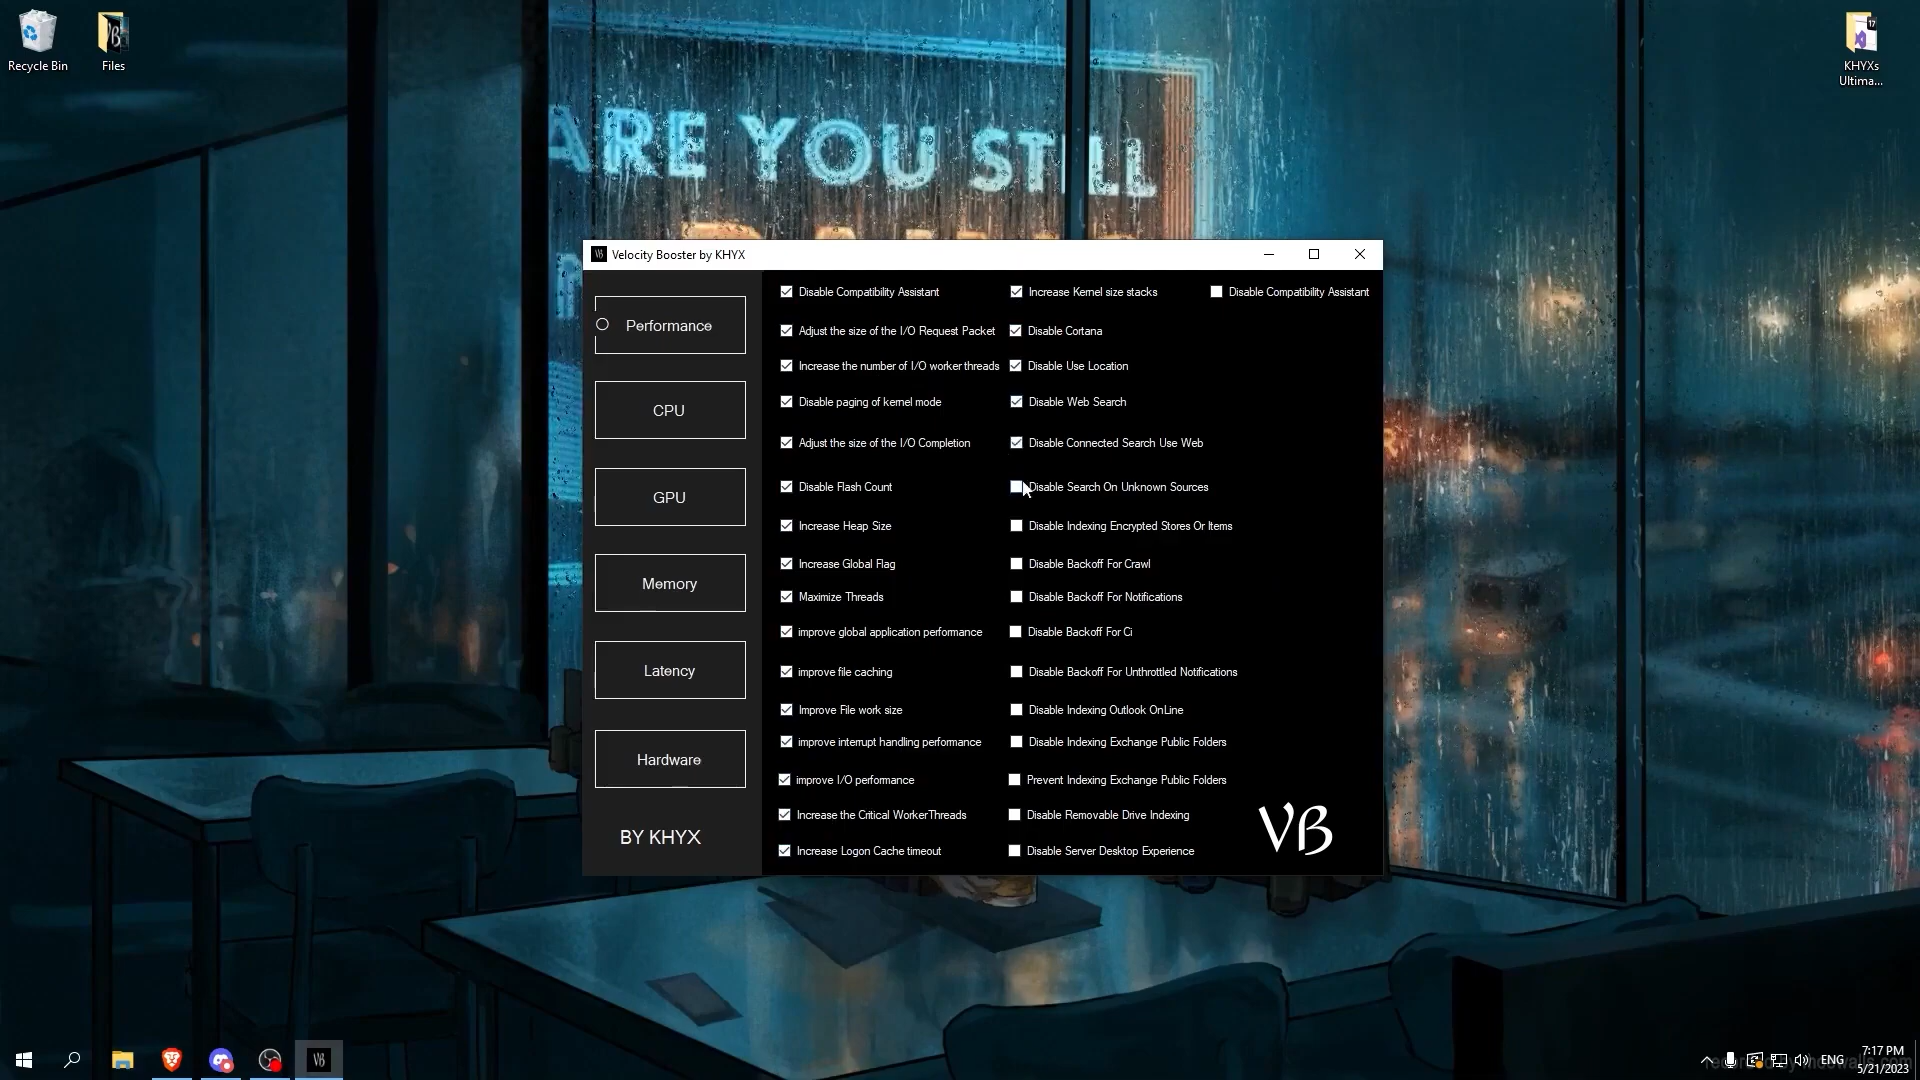 Recycle Bin
Files
KHYXs
Ultima...
ARE YOU STILL
Velocity Booster by KHYX
Performance
CPU
GPU
Memory
Latency
Hardware
BY KHYX
Disable Compatibility Assistant
Adjust the size of the I/O Request Packet
Increase the number of I/O worker threads
Disable paging of kernel mode
Adjust the size of the I/O Completion
Disable Flash Count
Increase Heap Size
Increase Global Flag
Maximize Threads
improve global application performance
improve file caching
Improve File work size
improve interrupt handling performance
improve I/O performance
Increase the Critical WorkerThreads
Increase Logon Cache timeout
Increase Kernel size stacks
Disable Cortana
Disable Use Location
Disable Web Search
Disable Connected Search Use Web
Disable Search On Unknown Sources
Disable Indexing Encrypted Stores Or Items
Disable Backoff For Crawl
Disable Backoff For Notifications
Disable Backoff For Ci
Disable Backoff For Unthrottled Notifications
Disable Indexing Outlook OnLine
Disable Indexing Exchange Public Folders
Prevent Indexing Exchange Public Folders
Disable Removable Drive Indexing
Disable Server Desktop Experience
Disable Compatibility Assistant
VB
ENG
7:17 PM
5/21/2023